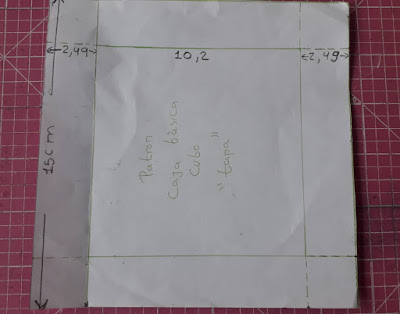 2,49
10,2
2,49
15cm
Patron
Caja básica
Cubo
"tapa"